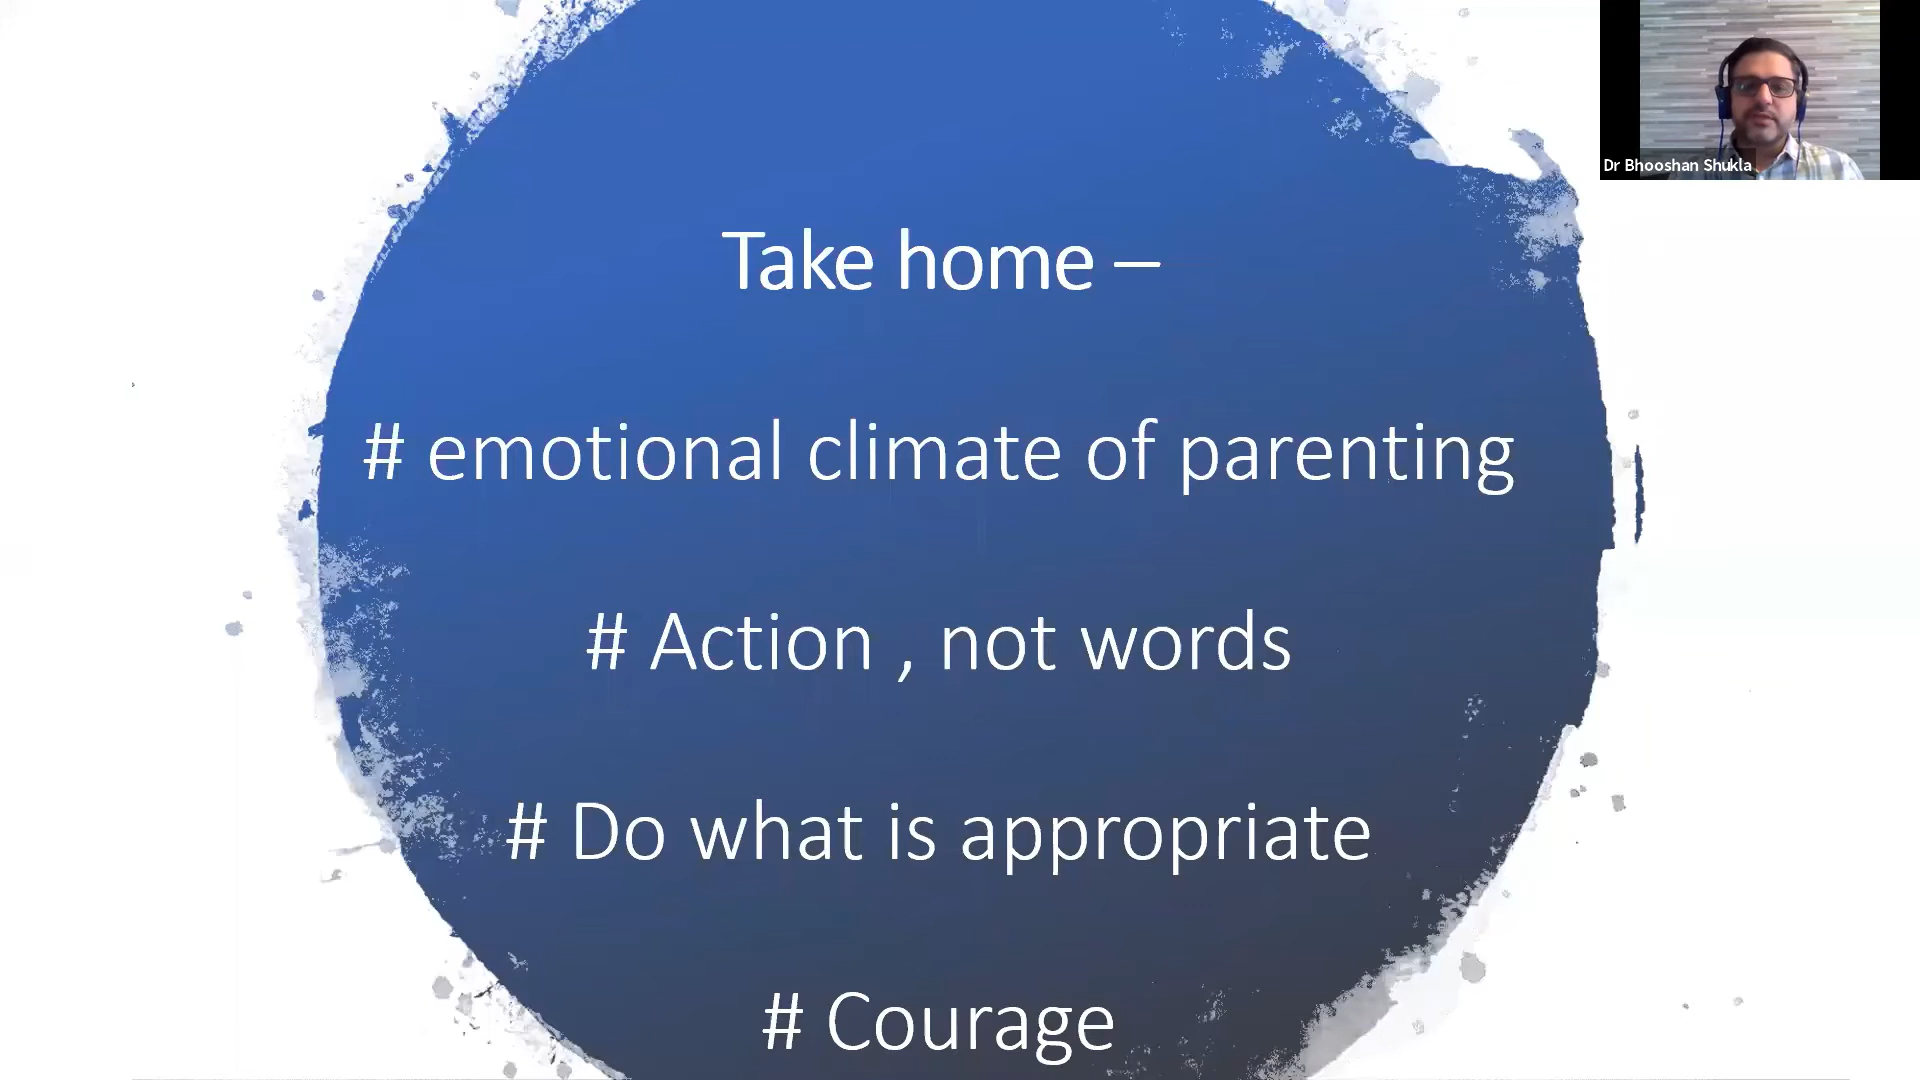 Dr Bhooshan Shukla
Take home –
# emotional climate of parenting
# Action , not words
# Do what is appropriate
# Courage